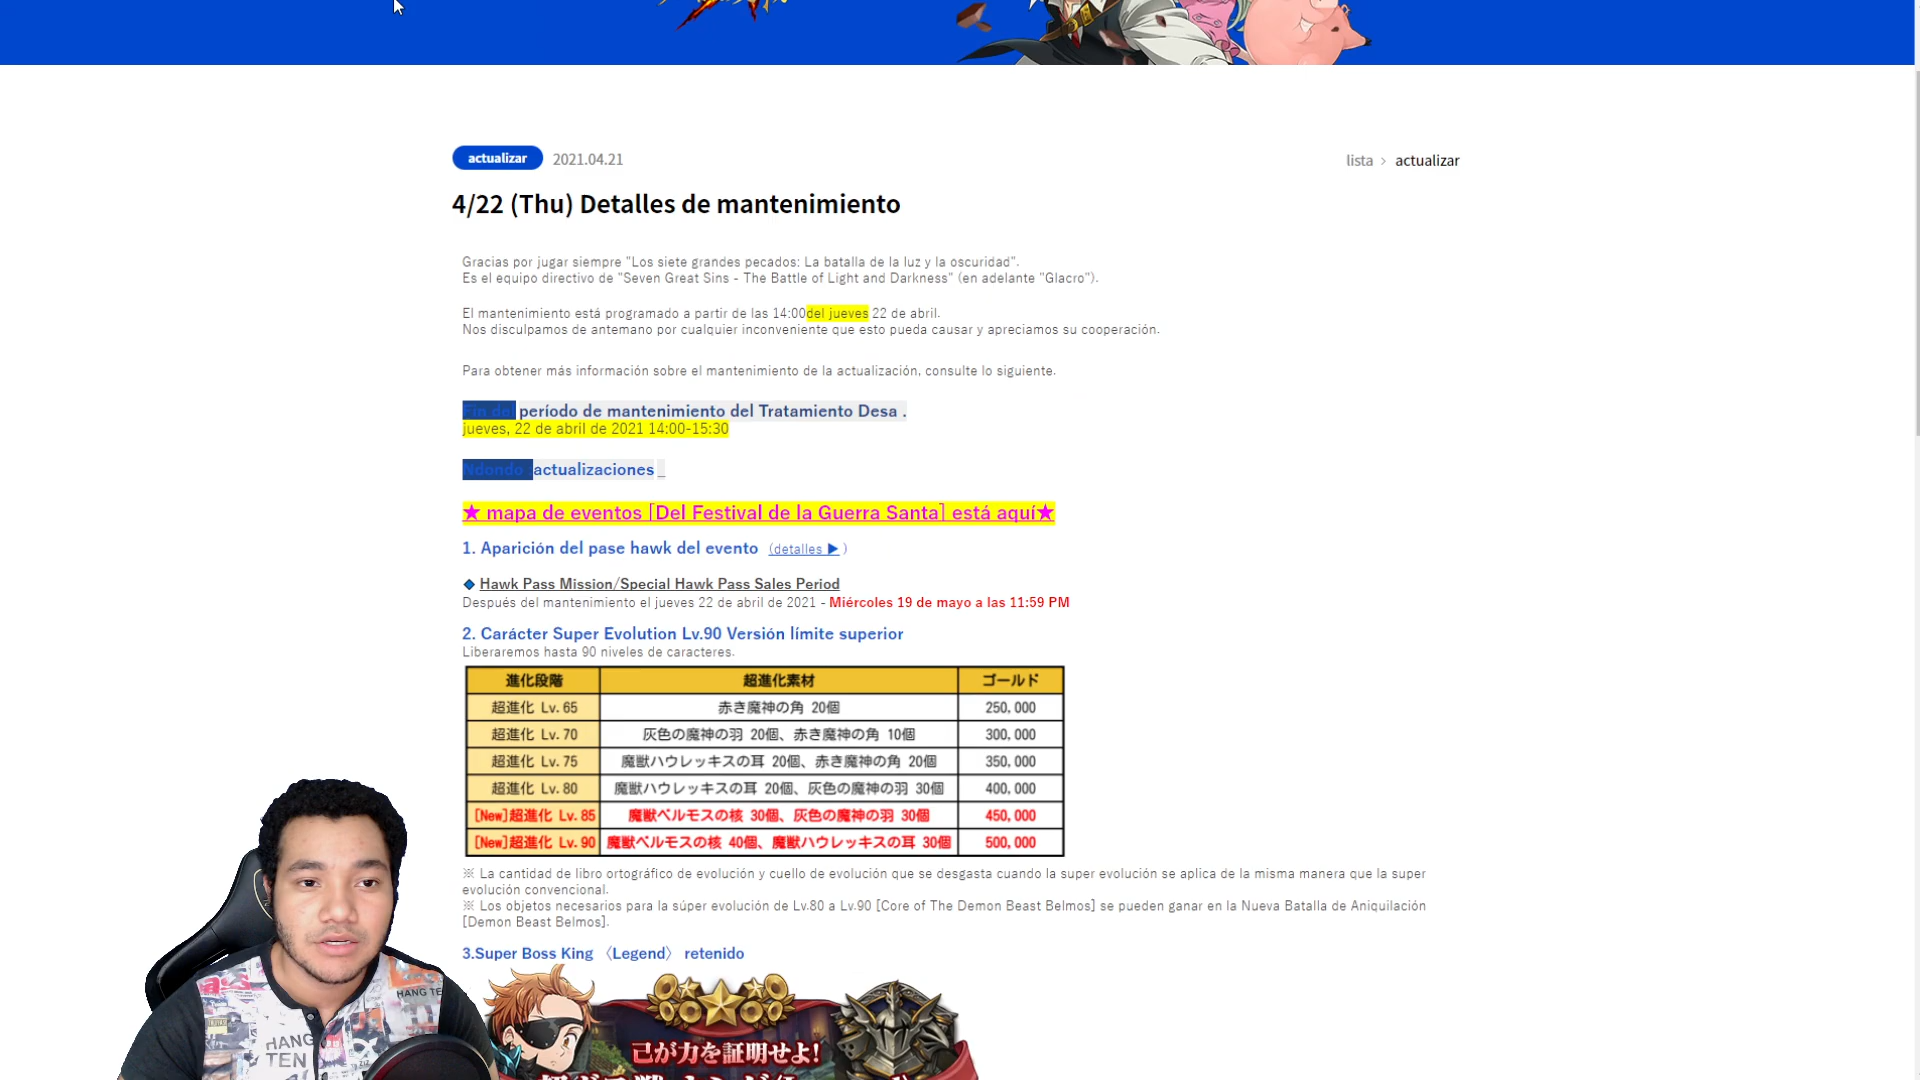 actualizar 2021.04.21
lista > actualizar
4/22 (Thu) Detalles de mantenimiento
Gracias por jugar siempre "Los siete grandes pecados: La batalla de la luz y la oscuridad".
Es el equipo directivo de "Seven Great Sins - The Battle of Light and Darkness" (en adelante "Glacro").
El mantenimiento está programado a partir de las 14:00del jueves 22 de abril.
Nos disculpamos de antemano por cualquier inconveniente que esto pueda causar y apreciamos su cooperación.
Para obtener más información sobre el mantenimiento de la actualización, consulte lo siguiente.
Fin del período de mantenimiento del Tratamiento Desa .
jueves, 22 de abril de 2021 14:00-15:30
Ndondo :actualizaciones _
★ mapa de eventos [Del Festival de la Guerra Santa] está aquí★
1. Aparición del pase hawk del evento (detalles ▶ )
◆ Hawk Pass Mission/Special Hawk Pass Sales Period
Después del mantenimiento el jueves 22 de abril de 2021 - Miércoles 19 de mayo a las 11:59 PM
2. Carácter Super Evolution Lv.90 Versión límite superior
Liberaremos hasta 90 niveles de caracteres.
進化段階 超進化素材 ゴールド
超進化 Lv.65 赤き魔神の角 20個 250,000
超進化 Lv.70 灰色の魔神の羽 20個、赤き魔神の角 10個 300,000
超進化 Lv.75 魔獣ハウレッキスの耳 20個、赤き魔神の角 20個 350,000
超進化 Lv.80 魔獣ハウレッキスの耳 20個、灰色の魔神の羽 30個 400,000
[New]超進化 Lv.85 魔獣ベルモスの核 30個、灰色の魔神の羽 30個 450,000
[New]超進化 Lv.90 魔獣ベルモスの核 40個、魔獣ハウレッキスの耳 30個 500,000
※ La cantidad de libro ortográfico de evolución y cuello de evolución que se desgasta cuando la super evolución se aplica de la misma manera que la super
evolución convencional.
※ Los objetos necesarios para la súper evolución de Lv.80 a Lv.90 [Core of The Demon Beast Belmos] se pueden ganar en la Nueva Batalla de Aniquilación
[Demon Beast Belmos].
3.Super Boss King 〈Legend〉 retenido
己が力を証明せよ!
HANG TEN
HANG
TEN